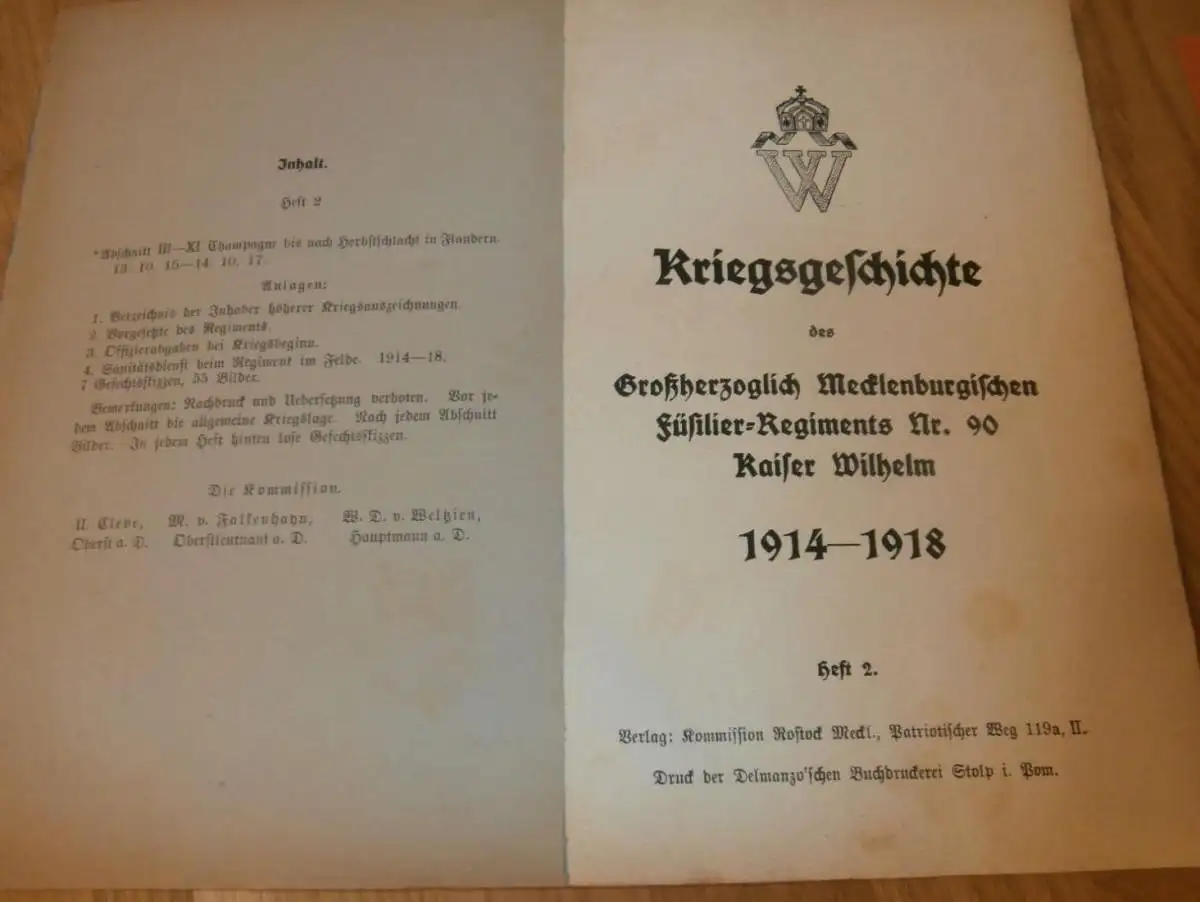 Inhalt.
Heft 2
*Abschnitt III—XI Champagne bis nach Herbstschlacht in Flandern.
13. 10. 15—14. 10. 17.
Anlagen:
1. Verzeichnis der Inhaber höherer Kriegsauszeichnungen.
2. Vorgesetzte des Regiments.
3. Offizierabgaben bei Kriegsbeginn.
4. Sanitätsdienst beim Regiment im Felde. 1914—18.
7 Gefechtsskizzen, 55 Bilder.
Bemerkungen: Nachdruck und Uebersetzung verboten. Vor je-
dem Abschnitt die allgemeine Kriegslage. Nach jedem Abschnitt
Bilder. In jedem Heft hinten lose Gefechtsskizzen.
Die Kommission.
U. Cleve, M. v. Falkenhahn, W. D. v. Weltzien,
Oberst a. D. Oberstleutnant a. D. Hauptmann a. D.
W
Kriegsgeschichte
des
Großherzoglich Mecklenburgischen
Füsilier-Regiments Nr. 90
Kaiser Wilhelm
1914—1918
Heft 2.
Verlag: Kommission Rostock Meckl., Patriotischer Weg 119a, II.
Druck der Delmanzo'schen Buchdruckerei Stolp i. Pom.